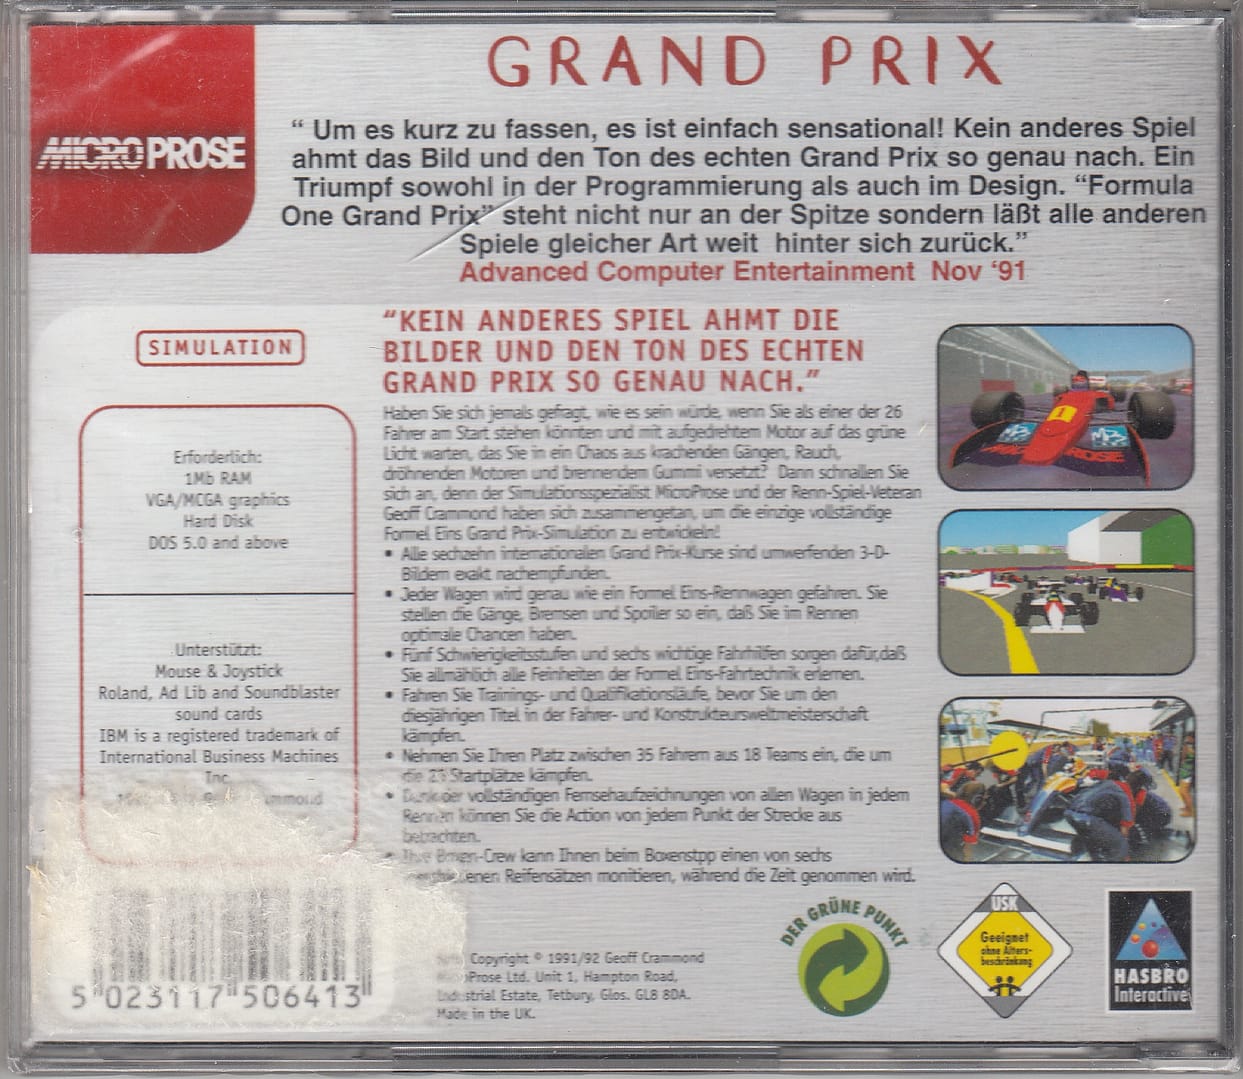 GRAND PRIX
MICROPROSE
“ Um es kurz zu fassen, es ist einfach sensational! Kein anderes Spiel
ahmt das Bild und den Ton des echten Grand Prix so genau nach. Ein
Triumpf sowohl in der Programmierung als auch im Design. “Formula
One Grand Prix” steht nicht nur an der Spitze sondern läßt alle anderen
Spiele gleicher Art weit hinter sich zurück.”
Advanced Computer Entertainment Nov ‘91
SIMULATION
Erforderlich:
1Mb RAM
VGA/MCGA graphics
Hard Disk
DOS 5.0 and above
Unterstützt:
Mouse & Joystick
Roland, Ad Lib and Soundblaster
sound cards
IBM is a registered trademark of
International Business Machines
Inc
“KEIN ANDERES SPIEL AHMT DIE
BILDER UND DEN TON DES ECHTEN
GRAND PRIX SO GENAU NACH.”
Haben Sie sich jemals gefragt, wie es sein würde, wenn Sie als einer der 26
Fahrer am Start stehen könnten und mit aufgedrehtem Motor auf das grüne
Licht warten, das Sie in ein Chaos aus krachenden Gängen, Rauch,
dröhnenden Motoren und brennendem Gummi versetzt? Dann schnallen Sie
sich an, denn der Simulationsspezialist MicroProse und der Renn-Spiel-Veteran
Geoff Crammond haben sich zusammengetan, um die einzige vollständige
Formel Eins Grand Prix-Simulation zu entwickeln!
• Alle sechzehn internationalen Grand Prix-Kurse sind umwerfenden 3-D-
Bildern exakt nachempfunden.
• Jeder Wagen wird genau wie ein Formel Eins-Rennwagen gefahren. Sie
stellen die Gänge, Bremsen und Spoiler so ein, daß Sie im Rennen
optimale Chancen haben.
• Fünf Schwierigkeitsstufen und sechs wichtige Fahrhilfen sorgen dafür,daß
Sie allmählich alle Feinheiten der Formel Eins-Fahrtechnik erlernen.
• Fahren Sie Trainings- und Qualifikationsläufe, bevor Sie um den
diesjährigen Titel in der Fahrer- und Konstrukteursweltmeisterschaft
kämpfen.
• Nehmen Sie Ihren Platz zwischen 35 Fahrern aus 18 Teams ein, die um
die Startplätze kämpfen.
• Dank der vollständigen Fernsehaufzeichnungen von allen Wagen in jedem
Rennen können Sie die Action von jedem Punkt der Strecke aus
betrachten.
• Ihre Boxen-Crew kann Ihnen beim Boxenstpp einen von sechs
Reifensätzen monitieren, während die Zeit genommen wird.
5 023117 506413
Copyright © 1991/92 Geoff Crammond
MicroProse Ltd. Unit 1, Hampton Road,
Industrial Estate, Tetbury, Glos. GL8 8DA.
Made in the UK.
DER GRÜNE PUNKT
USK
Geeignet
ohne Alters-
beschränkung
HASBRO
Interactive